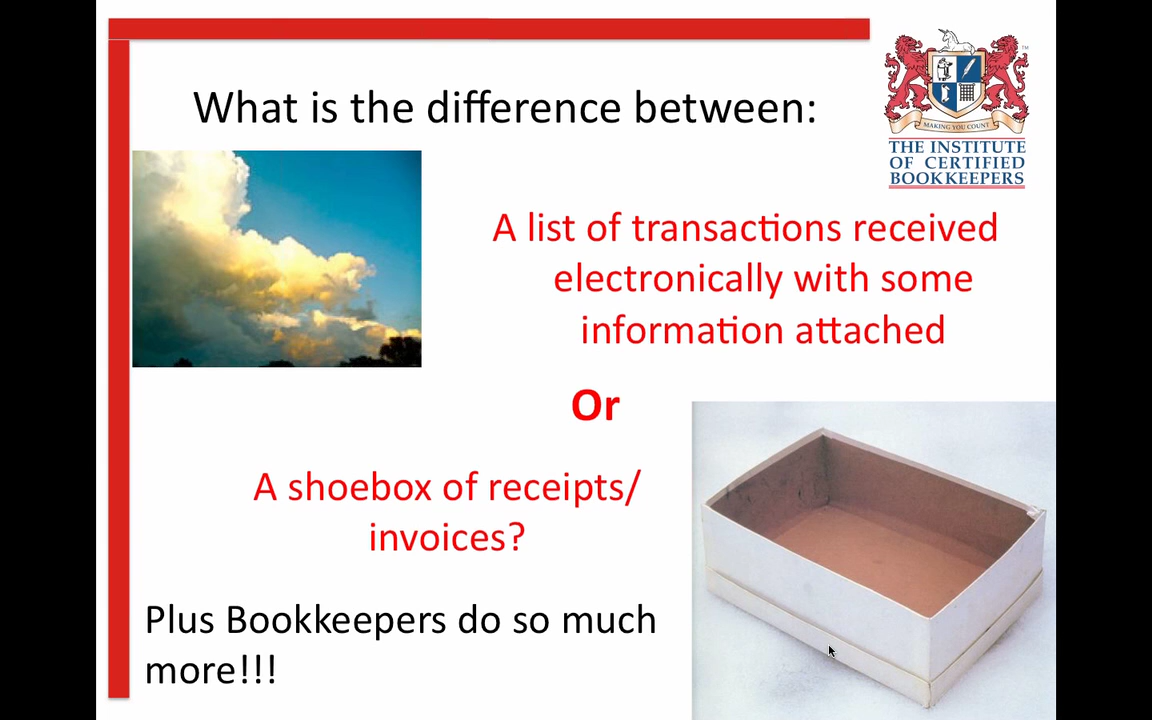 What is the difference between:
MAKING YOU COUNT
THE INSTITUTE
OF CERTIFIED
BOOKKEEPERS
A list of transactions received
electronically with some
information attached
Or
A shoebox of receipts/
invoices?
Plus Bookkeepers do so much
more!!!